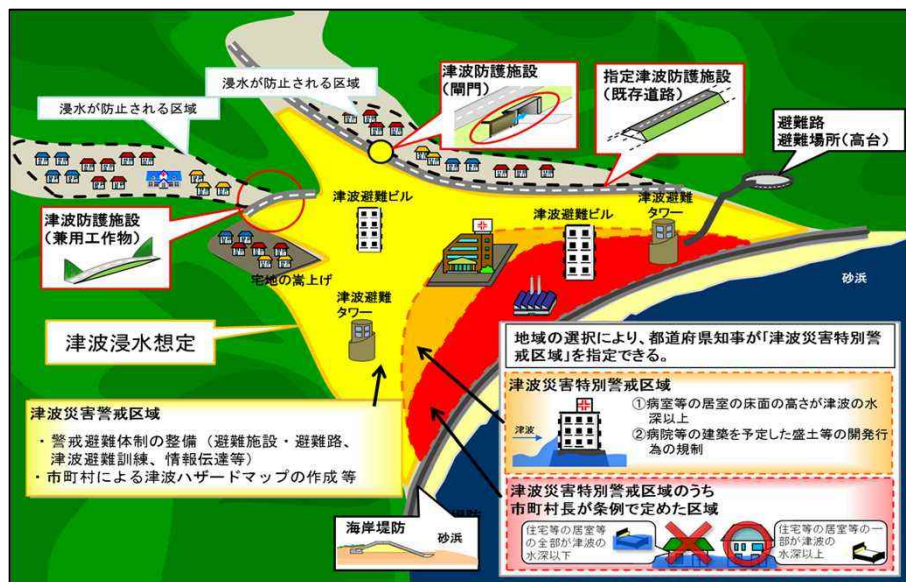 浸水が防止される区域
浸水が防止される区域
津波防護施設
(閘門)
指定津波防護施設
(既存道路)
避難路
避難場所(高台)
津波防護施設
(兼用工作物)
津波避難ビル
津波避難ビル
津波避難
タワー
宅地の嵩上げ
津波避難
タワー
砂浜
津波浸水想定
地域の選択により、都道府県知事が「津波災害特別警
戒区域」を指定できる。
津波災害特別警戒区域
津波
①病室等の居室の床面の高さが津波の水
深以上
②病院等の建築を予定した盛土等の開発行
為の規制
津波災害警戒区域
・警戒避難体制の整備(避難施設・避難路、
津波避難訓練、情報伝達等)
・市町村による津波ハザードマップの作成 等
津波災害特別警戒区域のうち
市町村長が条例で定めた区域
住宅等の居室等
の全部が津波の
水深以下
住宅等の居室等の一
部が津波の
水深以上
海岸堤防
砂浜